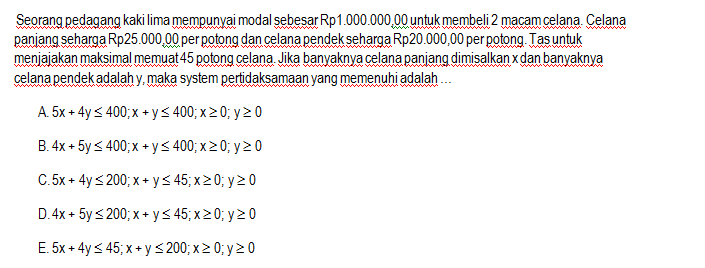 Seorang pedagang kaki lima mempunyai modal sebesar Rp1.000.000,00 untuk membeli 2 macam celana. Celana
panjang seharga Rp25.000,00 per potong dan celana pendek seharga Rp20.000,00 per potong. Tas untuk
menjajakan maksimal memuat 45 potong celana. Jika banyaknya celana panjang dimisalkan x dan banyaknya
celana pendek adalah y, maka system pertidaksamaan yang memenuhi adalah ...
A. 5x + 4y ≤ 400; x + y ≤ 400; x ≥ 0; y ≥ 0
B. 4x + 5y ≤ 400; x + y ≤ 400; x ≥ 0; y ≥ 0
C. 5x + 4y ≤ 200; x + y ≤ 45; x ≥ 0; y ≥ 0
D. 4x + 5y ≤ 200; x + y ≤ 45; x ≥ 0; y ≥ 0
E. 5x + 4y ≤ 45; x + y ≤ 200; x ≥ 0; y ≥ 0